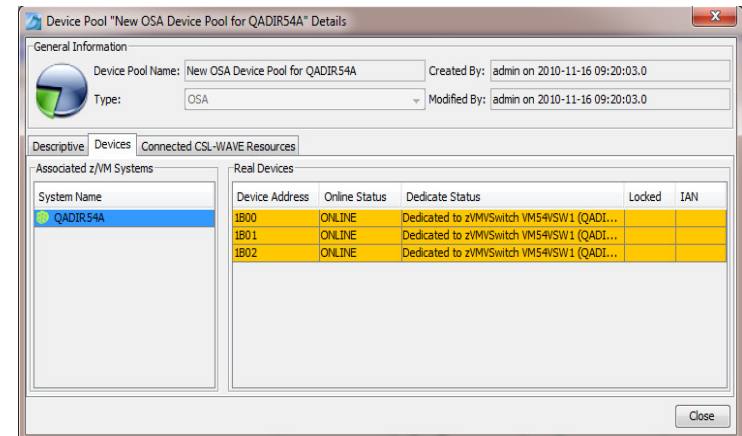 Device Pool "New OSA Device Pool for QADIR54A" Details
General Information
Device Pool Name: New OSA Device Pool for QADIR54A Created By: admin on 2010-11-16 09:20:03.0
Type: OSA Modified By: admin on 2010-11-16 09:20:03.0
Descriptive Devices Connected CSL-WAVE Resources
Associated z/VM Systems Real Devices
System Name Device Address Online Status Dedicate Status Locked IAN
QADIR54A 1B00 ONLINE Dedicated to zVMVSwitch VM54VSW1 (QADI...
1B01 ONLINE Dedicated to zVMVSwitch VM54VSW1 (QADI...
1B02 ONLINE Dedicated to zVMVSwitch VM54VSW1 (QADI...
Close